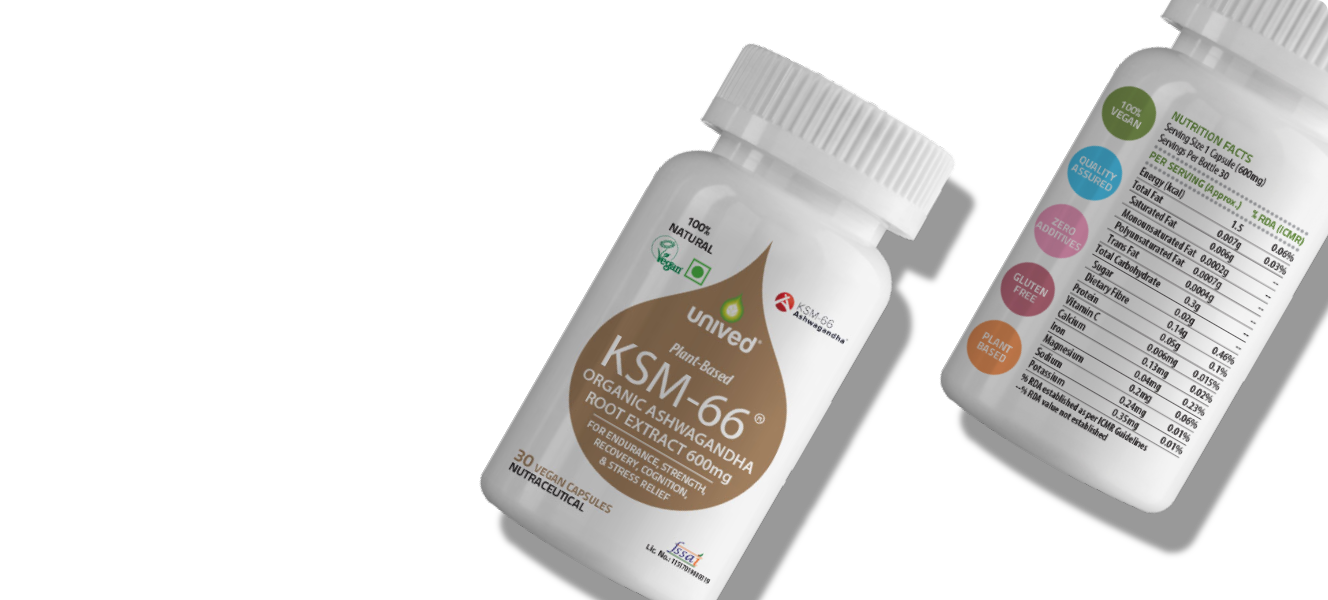 100%
NATURAL
vegan
unived®
KSM-66
Ashwagandha
Plant-Based
KSM-66®
ORGANIC ASHWAGANDHA
ROOT EXTRACT 600mg
FOR ENDURANCE, STRENGTH,
RECOVERY, COGNITION,
& STRESS RELIEF
30 VEGAN CAPSULES
NUTRACEUTICAL
fssai
Lic. No.:
100%
VEGAN
QUALITY
ASSURED
ZERO
ADDITIVES
GLUTEN
FREE
PLANT
BASED
NUTRITION FACTS
Serving Size 1 Capsule (600mg)
Servings Per Bottle 30
PER SERVING (Approx.) % RDA (ICMR)
Energy (kcal) 1.5 0.06%
Total Fat 0.007g 0.03%
Saturated Fat 0.006g --
Monounsaturated Fat 0.0002g --
Polyunsaturated Fat 0.0007g --
Trans Fat 0.0004g --
Total Carbohydrate 0.3g --
Sugar 0.02g --
Dietary Fibre 0.14g 0.46%
Protein 0.05g 0.1%
Vitamin C 0.006mg 0.015%
Calcium 0.13mg 0.02%
Iron 0.04mg 0.23%
Magnesium 0.2mg 0.06%
Sodium 0.24mg 0.01%
Potassium 0.35mg 0.01%
% RDA established as per ICMR Guidelines
--% RDA value not established